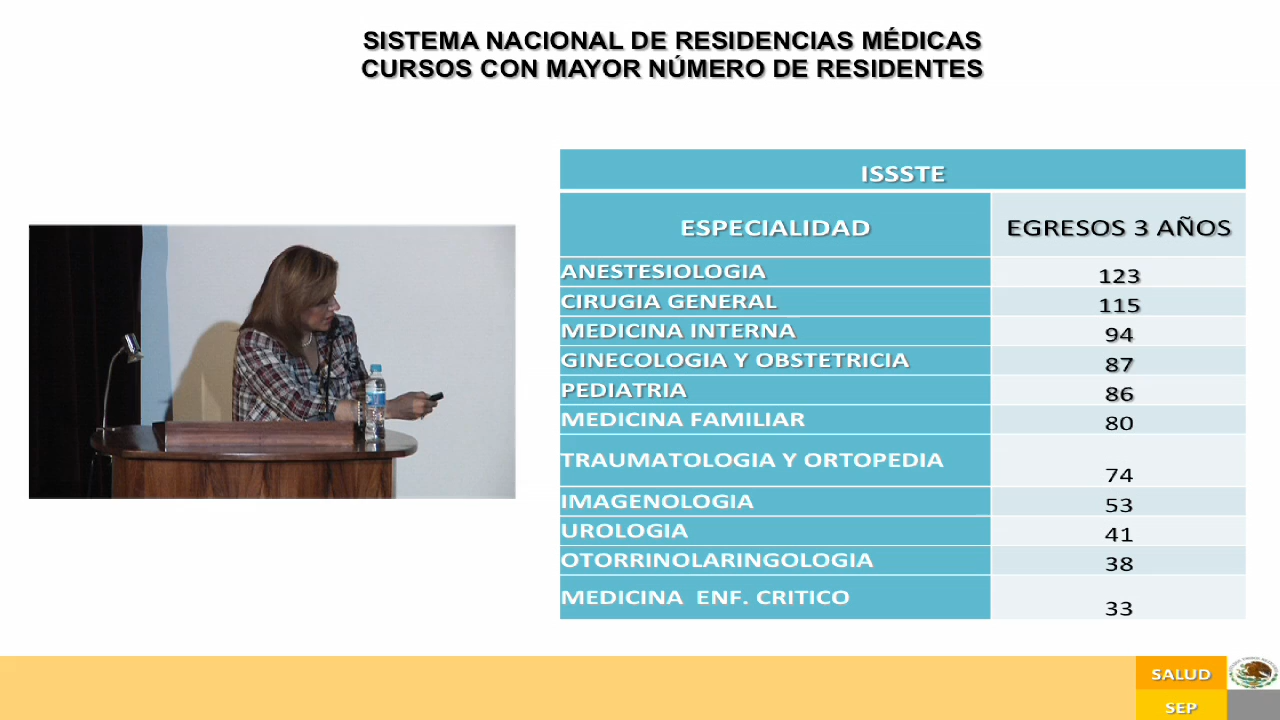 SISTEMA NACIONAL DE RESIDENCIAS MÉDICAS
CURSOS CON MAYOR NÚMERO DE RESIDENTES
ISSSTE
ESPECIALIDAD EGRESOS 3 AÑOS
ANESTESIOLOGIA 123
CIRUGIA GENERAL 115
MEDICINA INTERNA 94
GINECOLOGIA Y OBSTETRICIA 87
PEDIATRIA 86
MEDICINA FAMILIAR 80
TRAUMATOLOGIA Y ORTOPEDIA 74
IMAGENOLOGIA 53
UROLOGIA 41
OTORRINOLARINGOLOGIA 38
MEDICINA ENF. CRITICO 33
SALUD
SEP